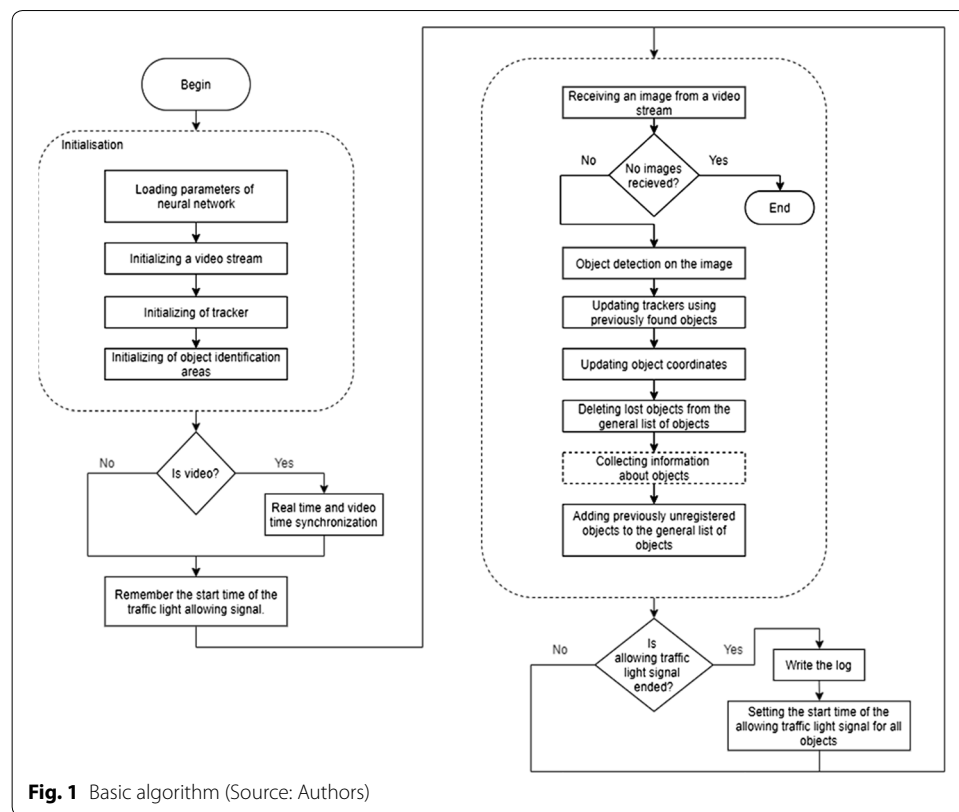 Begin
Initialisation
Loading parameters of
neural network
Initializing a video stream
Initializing of tracker
Initializing of object identification
areas
Is video?
No
Yes
Real time and video
time synchronization
Remember the start time of the
traffic light allowing signal.
Receiving an image from a video
stream
No images
recieved?
No
Yes
End
Object detection on the image
Updating trackers using
previously found objects
Updating object coordinates
Deleting lost objects from the
general list of objects
Collecting information
about objects
Adding previously unregistered
objects to the general list of
objects
Is
allowing traffic
light signal
ended?
No
Yes
Write the log
Setting the start time of the
allowing traffic light signal for all
objects
Fig. 1 Basic algorithm (Source: Authors)